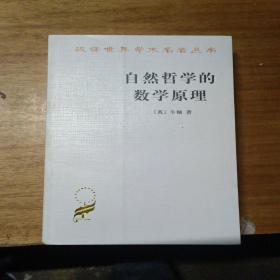 汉译世界学术名著丛书
自然哲学的
数学原理
〔英〕牛顿 著